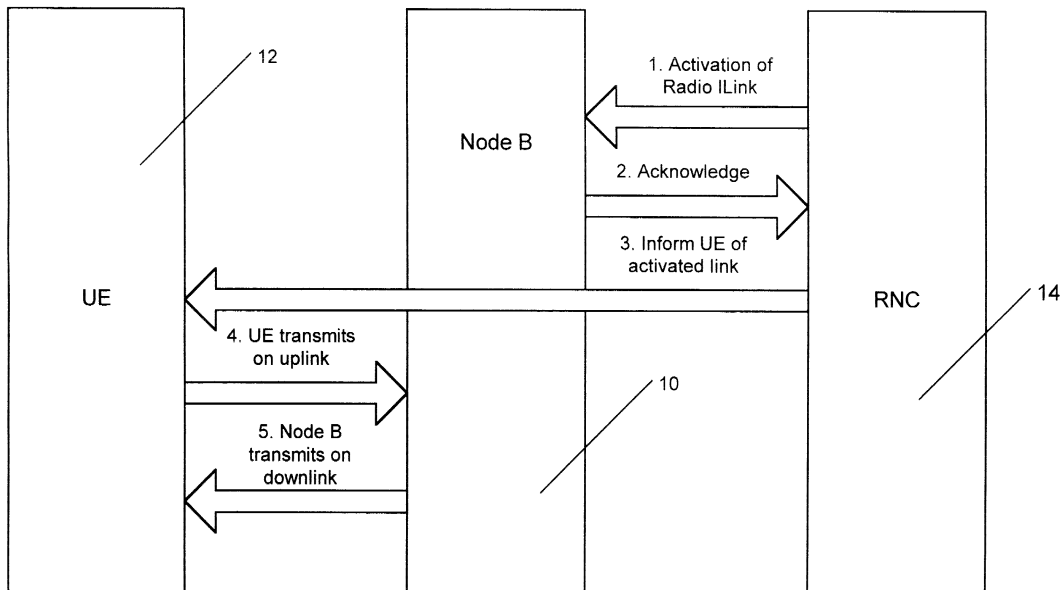 12
1. Activation of
Radio ILink
Node B
2. Acknowledge
3. Inform UE of
activated link
UE
RNC
14
4. UE transmits
on uplink
10
5. Node B
transmits on
downlink